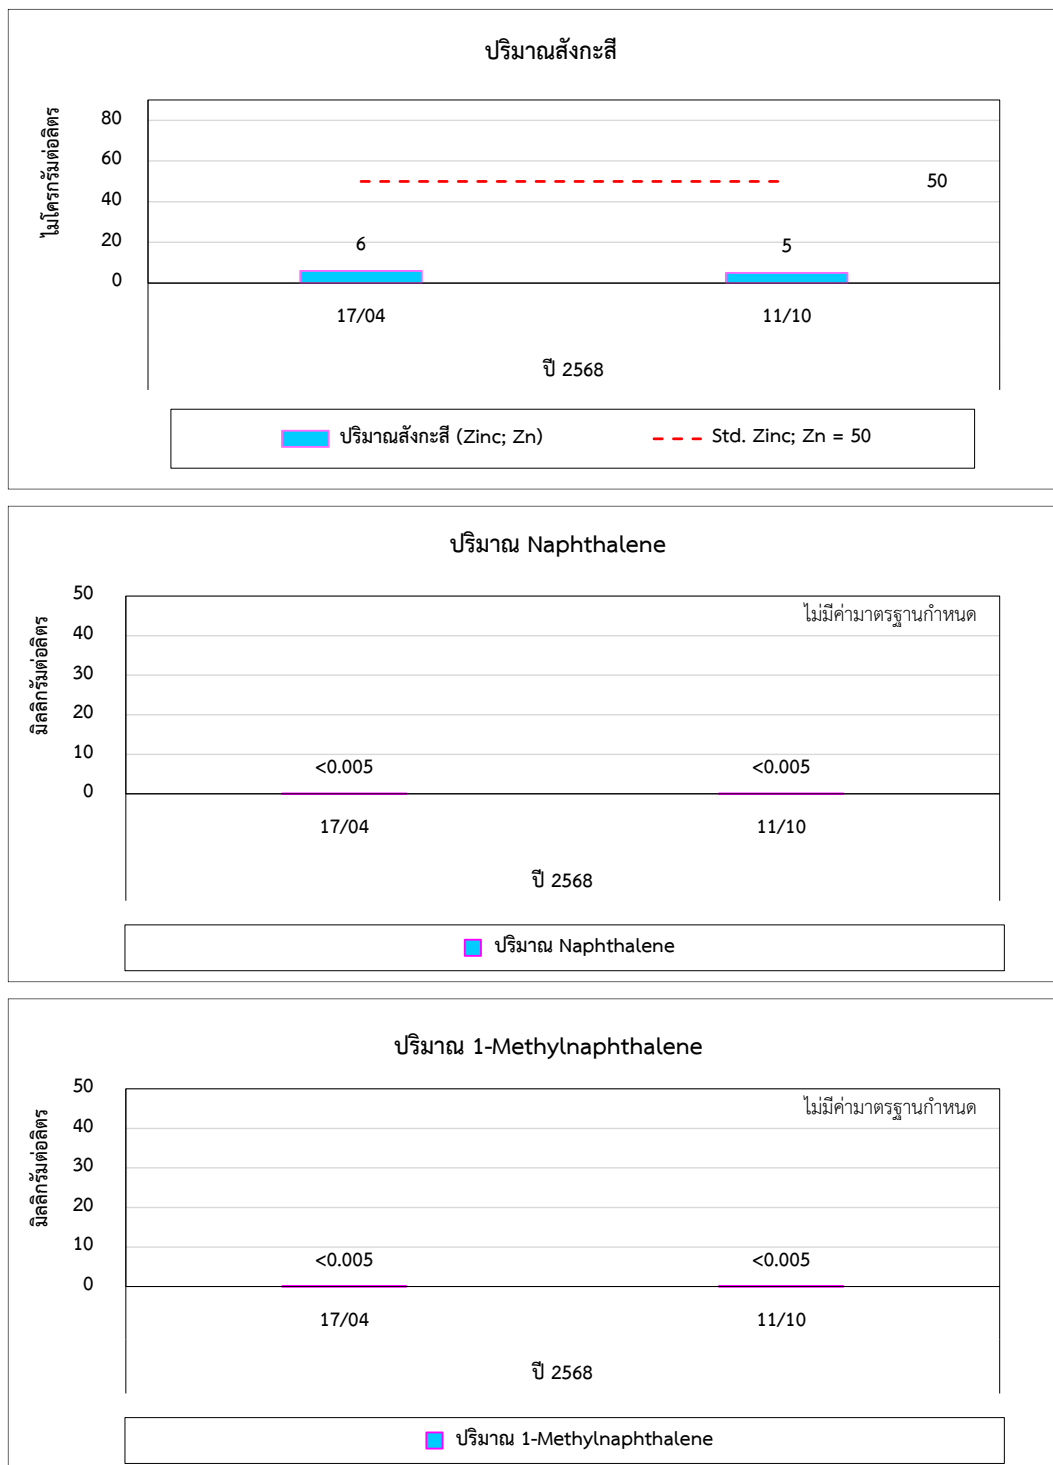 ปริมาณสังกะสี
ไมโครกรัมต่อลิตร
80
60
40
20
0
50
6
5
17/04
11/10
ปี 2568
ปริมาณสังกะสี (Zinc; Zn)
Std. Zinc; Zn = 50
ปริมาณ Naphthalene
มิลลิกรัมต่อลิตร
50
40
30
20
10
0
ไม่มีค่ามาตรฐานกำหนด
<0.005
<0.005
17/04
11/10
ปี 2568
ปริมาณ Naphthalene
ปริมาณ 1-Methylnaphthalene
มิลลิกรัมต่อลิตร
50
40
30
20
10
0
ไม่มีค่ามาตรฐานกำหนด
<0.005
<0.005
17/04
11/10
ปี 2568
ปริมาณ 1-Methylnaphthalene